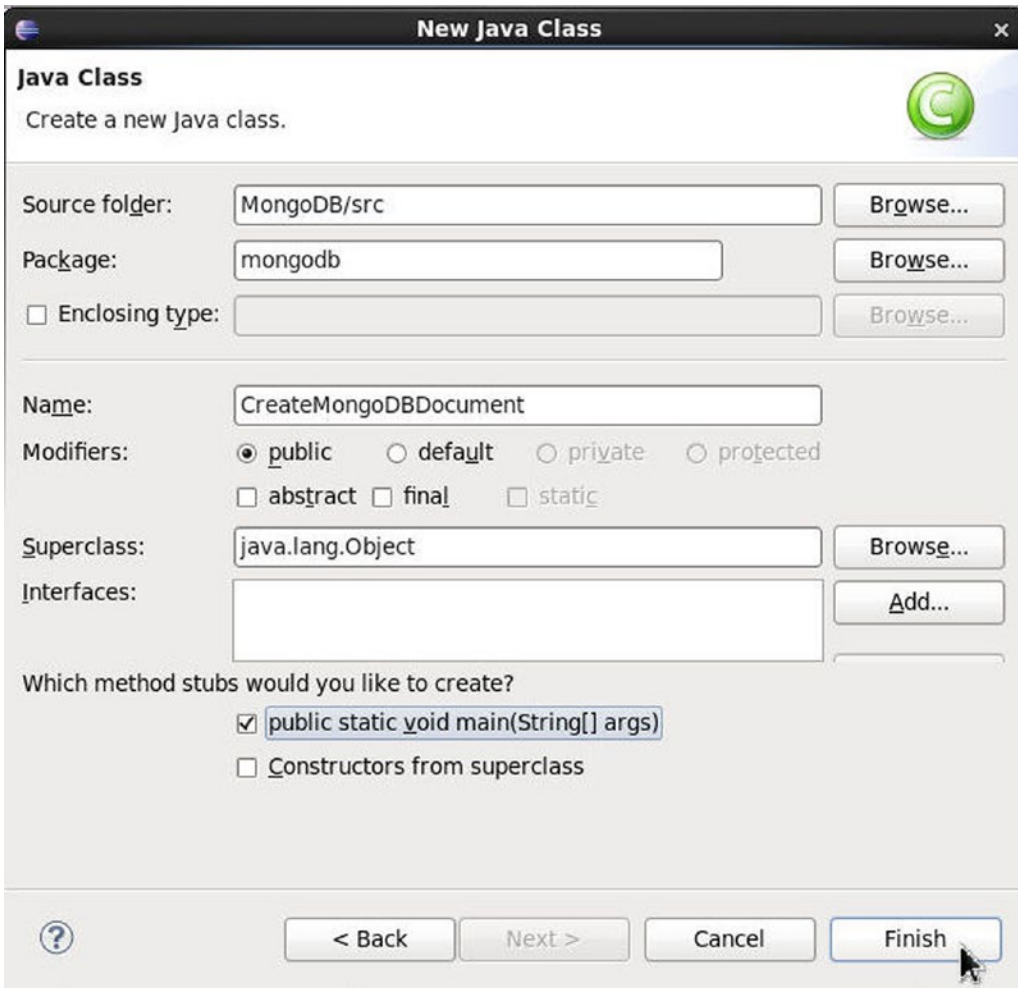 New Java Class
Java Class
Create a new Java class.
Source folder: MongoDB/src Browse...
Package: mongodb Browse...
Enclosing type: Browse...
Name: CreateMongoDBDocument
Modifiers: public default private protected
abstract final static
Superclass: java.lang.Object Browse...
Interfaces: Add...
Which method stubs would you like to create?
public static void main(String[] args)
Constructors from superclass
? < Back Next > Cancel Finish